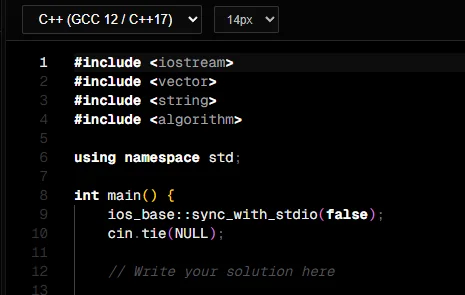 C++ (GCC 12 / C++17)
14px
1 #include <iostream>
2 #include <vector>
3 #include <string>
4 #include <algorithm>
5
6 using namespace std;
7
8 int main() {
9 ios_base::sync_with_stdio(false);
10 cin.tie(NULL);
11
12 // Write your solution here
13